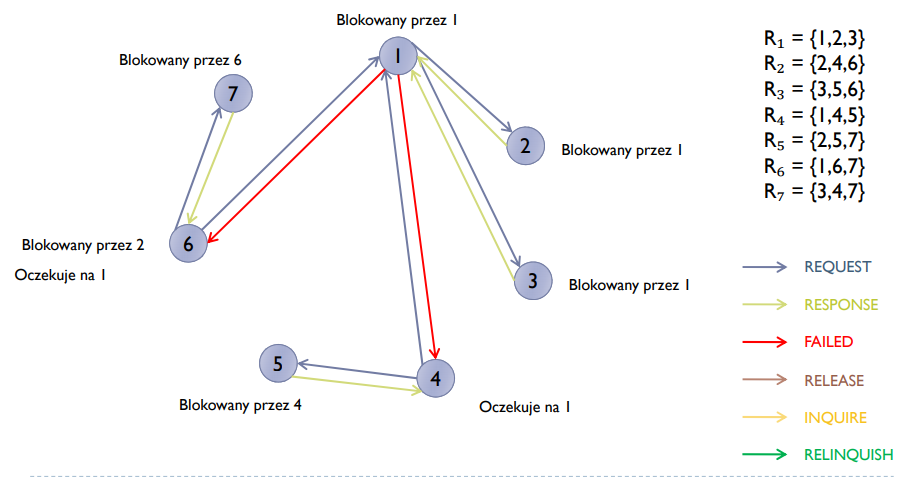 Blokowany przez 1
1
Blokowany przez 6
7
2
Blokowany przez 1
Blokowany przez 2
Oczekuje na 1
6
3
Blokowany przez 1
5
Blokowany przez 4
4
Oczekuje na 1
R₁ = {1,2,3}
R₂ = {2,4,6}
R₃ = {3,5,6}
R₄ = {1,4,5}
R₅ = {2,5,7}
R₆ = {1,6,7}
R₇ = {3,4,7}
REQUEST
RESPONSE
FAILED
RELEASE
INQUIRE
RELINQUISH